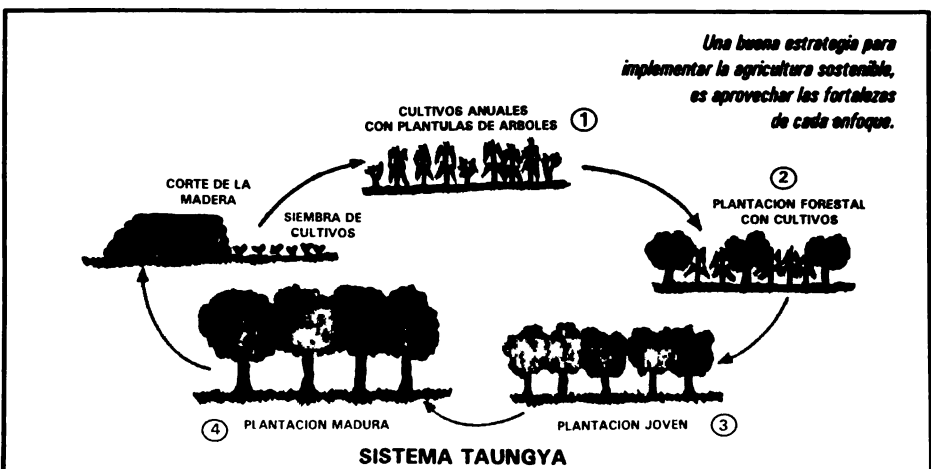 Una buena estrategia para
implementar la agricultura sostenible,
es aprovechar las fortalezas
de cada enfoque.
CULTIVOS ANUALES
CON PLANTULAS DE ARBOLES
1
2
PLANTACION FORESTAL
CON CULTIVOS
CORTE DE LA
MADERA
SIEMBRA DE
CULTIVOS
4 PLANTACION MADURA
PLANTACION JOVEN 3
SISTEMA TAUNGYA